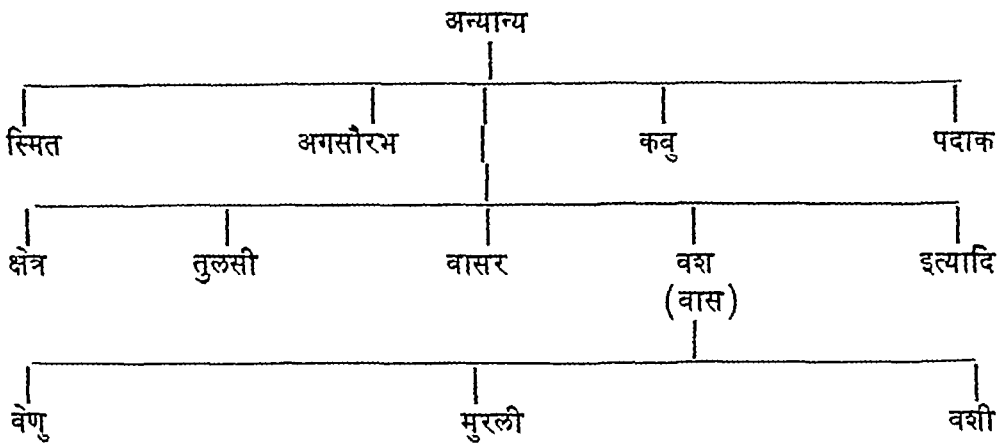 अन्यान्य
स्मित अगसौरभ कवु पदाक
क्षेत्र तुलसी वासर वश इत्यादि
(वास)
वेणु मुरली वशी